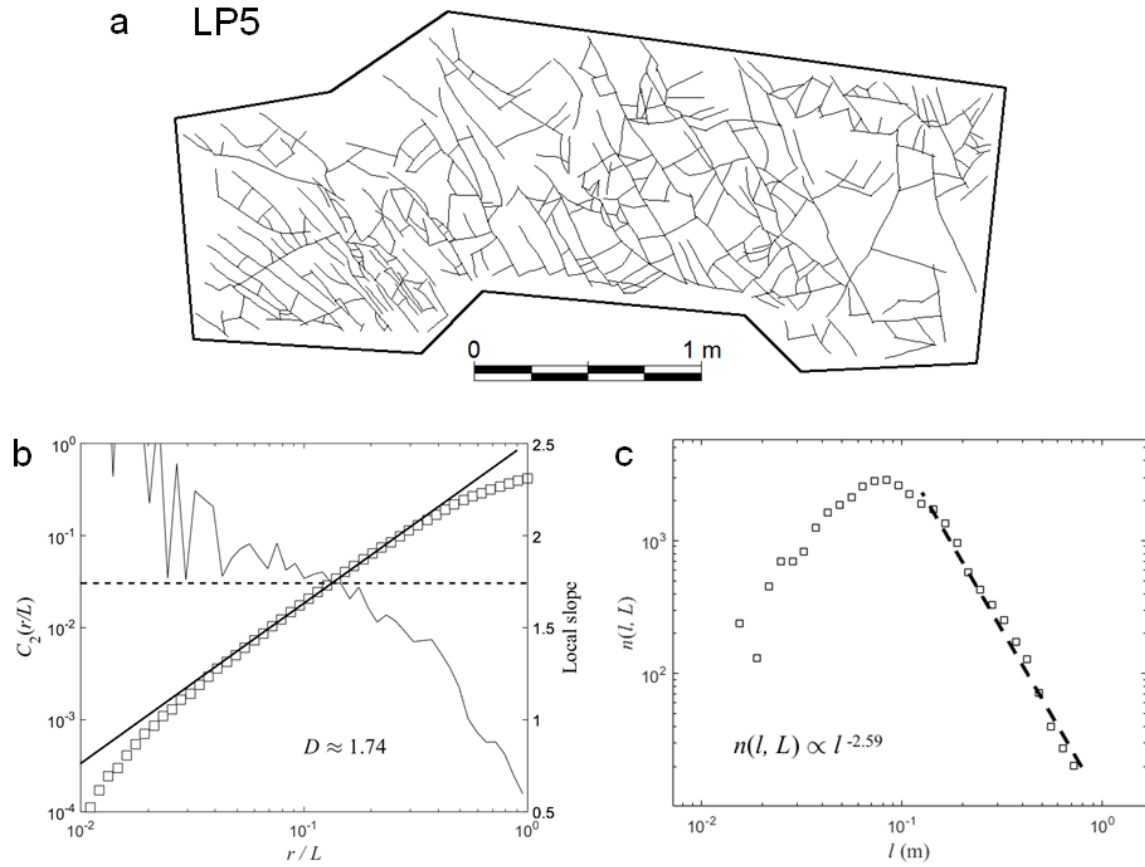 a LP5
0 1 m
b
10^0 2.5
10^-1 2
10^-2 1.5
10^-3 1
10^-4 0.5
C_2(r/L)
Local slope
D ≈ 1.74
10^-2 10^-1 10^0
r / L
c
10^3
10^2
n(l, L)
n(l, L) ∝ l^-2.59
10^-2 10^-1 10^0
l (m)